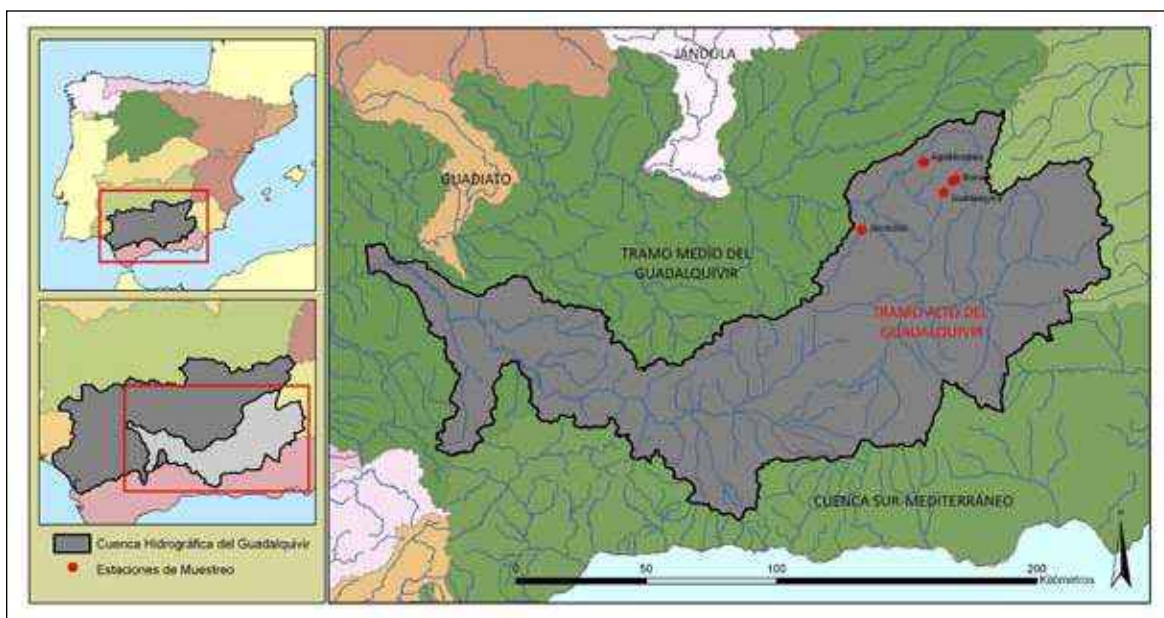 JÁNDULA
GUADIATO
TRAMO MEDIO DEL
GUADALQUIVIR
TRAMO ALTO DEL
GUADALQUIVIR
CUENCA SUR-MEDITERRÁNEO
Cuenca Hidrográfica del Guadalquivir
Estaciones de Muestreo
0 50 100 200
Kilómetros